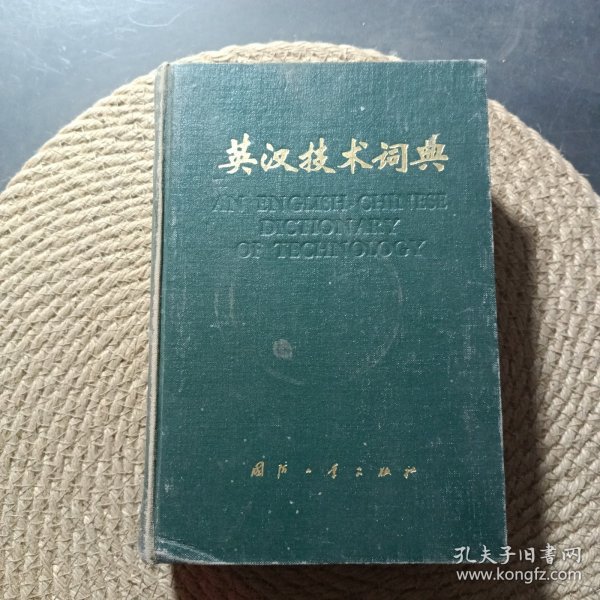 英汉技术词典
AN ENGLISH-CHINESE
DICTIONARY
OF TECHNOLOGY
国防工业出版社
孔夫子旧书网
www.kongfz.com